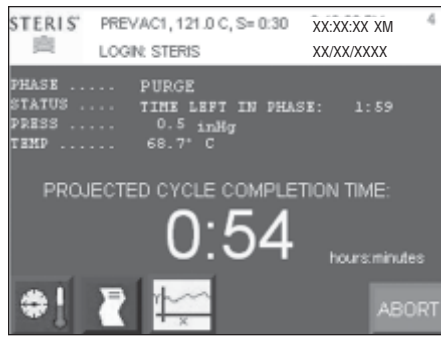 STERIS PREVAC1, 121.0 C, S= 0:30 XX:XX:XX XM 4
LOGIN: STERIS XX/XX/XXXX
PHASE ..... PURGE
STATUS .... TIME LEFT IN PHASE: 1:59
PRESS ..... 0.5 inHg
TEMP ...... 68.7° C
PROJECTED CYCLE COMPLETION TIME:
0:54 hours:minutes
Y
X
ABORT